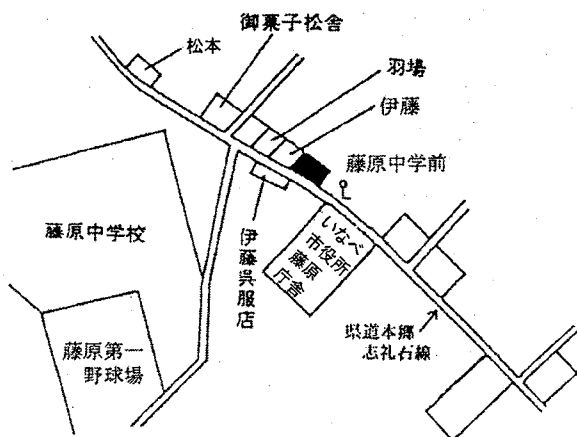 御菓子松舎
松本
羽場
伊藤
藤原中学前
藤原中学校
伊藤呉服店
いなべ
市役所
藤原
庁舎
県道本郷
志礼石線
藤原第一
野球場